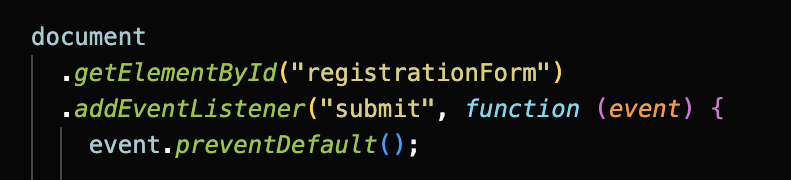 document
.getElementById("registrationForm")
.addEventListener("submit", function (event) {
event.preventDefault();